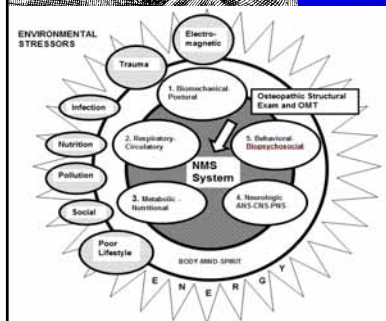 ENVIRONMENTAL
STRESSORS
Electro-
magnetic
Trauma
1. Biomechanical-
Postural
Osteopathic Structural
Exam and OMT
Infection
2. Respiratory-
Circulatory
5. Behavioral-
Biopsychosocial
Nutrition
NMS
System
Pollution
3. Metabolic -
Nutritional
4. Neurologic
ANS-CNS-PNS
Social
Poor
Lifestyle
BODY-MIND-SPIRIT
E N E R G Y